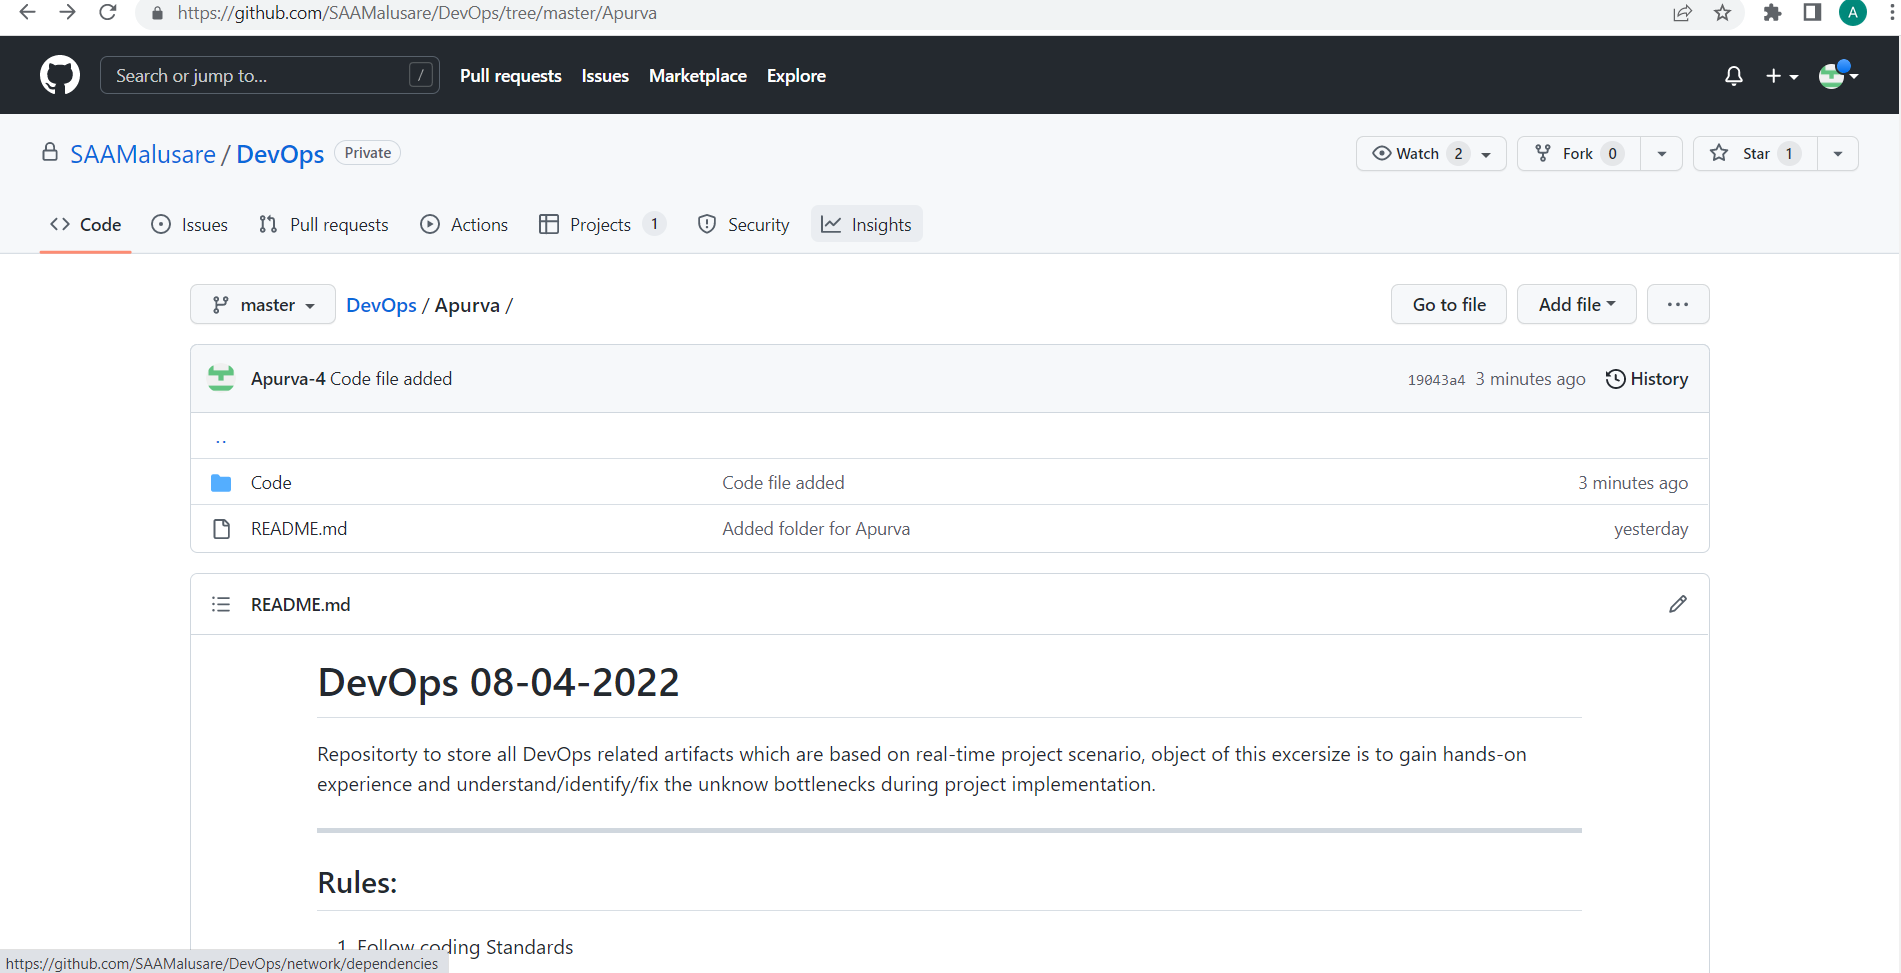 https://github.com/SAAMalusare/DevOps/tree/master/Apurva
A
Search or jump to...
/
Pull requests Issues Marketplace Explore
SAAMalusare / DevOps Private
Watch 2 Fork 0 Star 1
Code Issues Pull requests Actions Projects 1 Security Insights
master DevOps / Apurva / Go to file Add file ...
Apurva-4 Code file added 19043a4 3 minutes ago History
..
Code Code file added 3 minutes ago
README.md Added folder for Apurva yesterday
README.md
DevOps 08-04-2022
Repositorty to store all DevOps related artifacts which are based on real-time project scenario, object of this excersize is to gain hands-on
experience and understand/identify/fix the unknow bottlenecks during project implementation.
Rules:
1. Follow coding Standards
https://github.com/SAAMalusare/DevOps/network/dependencies